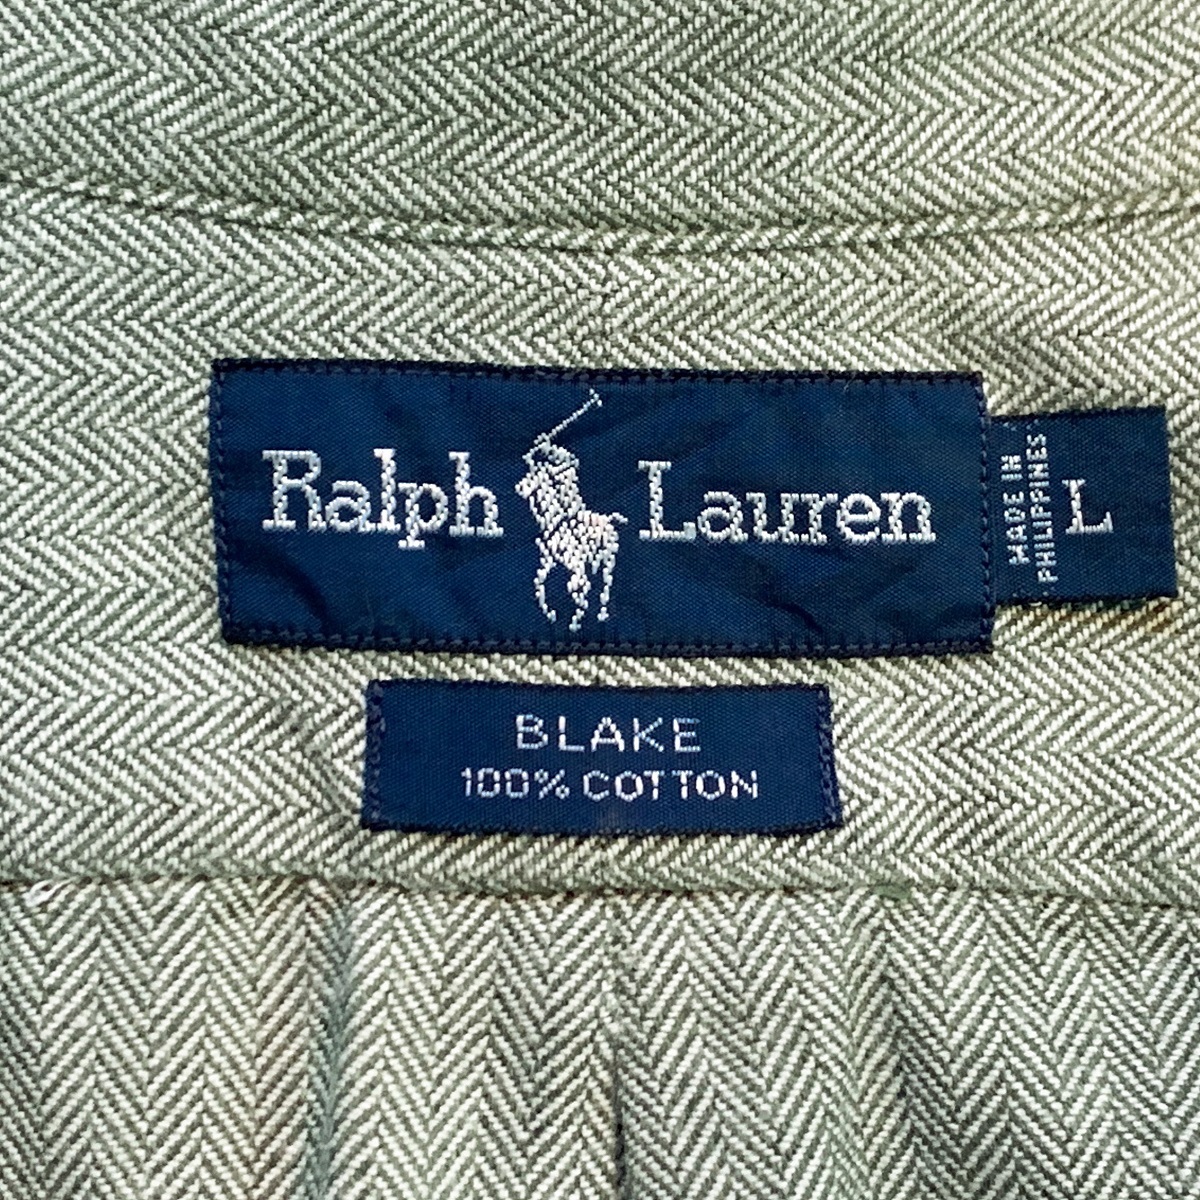 Ralph Lauren
MADE IN
PHILIPPINES
L
BLAKE
100% COTTON